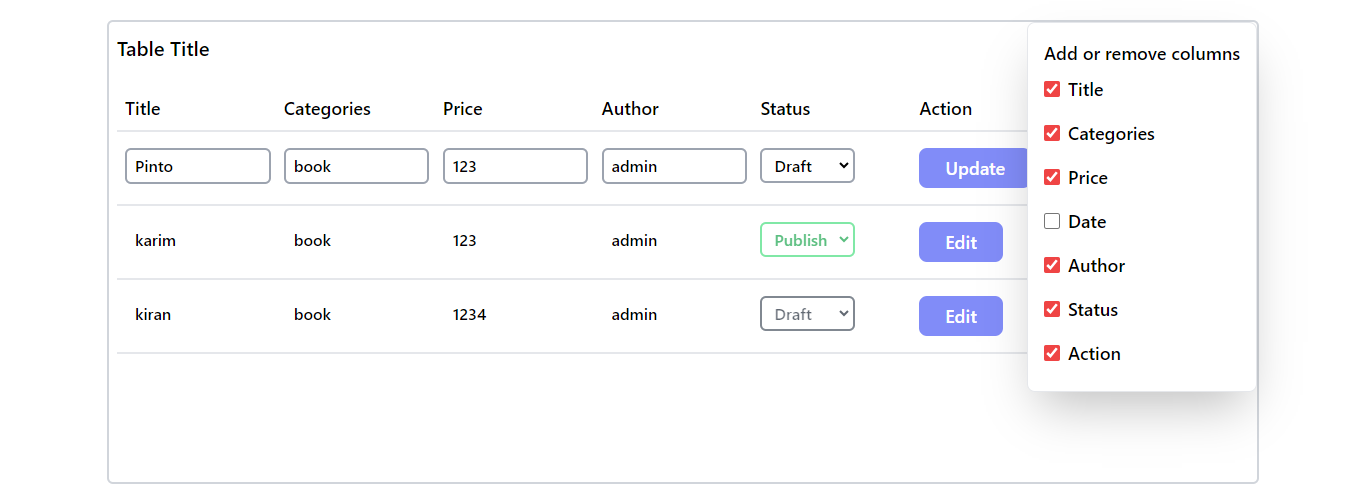 Table Title
Add or remove columns
Title
Categories
Price
Date
Author
Status
Action
Title Categories Price Author Status Action
Pinto book 123 admin Draft Update
karim book 123 admin Publish Edit
kiran book 1234 admin Draft Edit